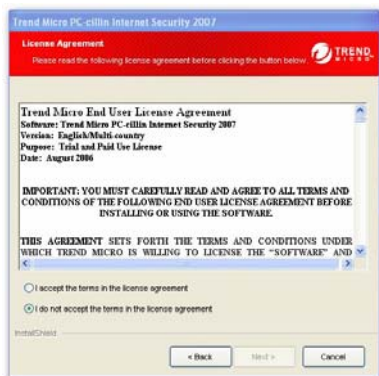 Trend Micro PC-cillin Internet Security 2007
License Agreement
Please read the following license agreement before clicking the button below.
TREND
MICRO
Trend Micro End User License Agreement
Software: Trend Micro PC-cillin Internet Security 2007
Version: English/Multi-country
Purpose: Trial and Paid Use License
Date: August 2006
IMPORTANT: YOU MUST CAREFULLY READ AND AGREE TO ALL TERMS AND
CONDITIONS OF THE FOLLOWING END USER LICENSE AGREEMENT BEFORE
INSTALLING OR USING THE SOFTWARE.
THIS AGREEMENT SETS FORTH THE TERMS AND CONDITIONS UNDER
WHICH TREND MICRO IS WILLING TO LICENSE THE "SOFTWARE" AND
I accept the terms in the license agreement
I do not accept the terms in the license agreement
InstallShield
< Back
Next >
Cancel